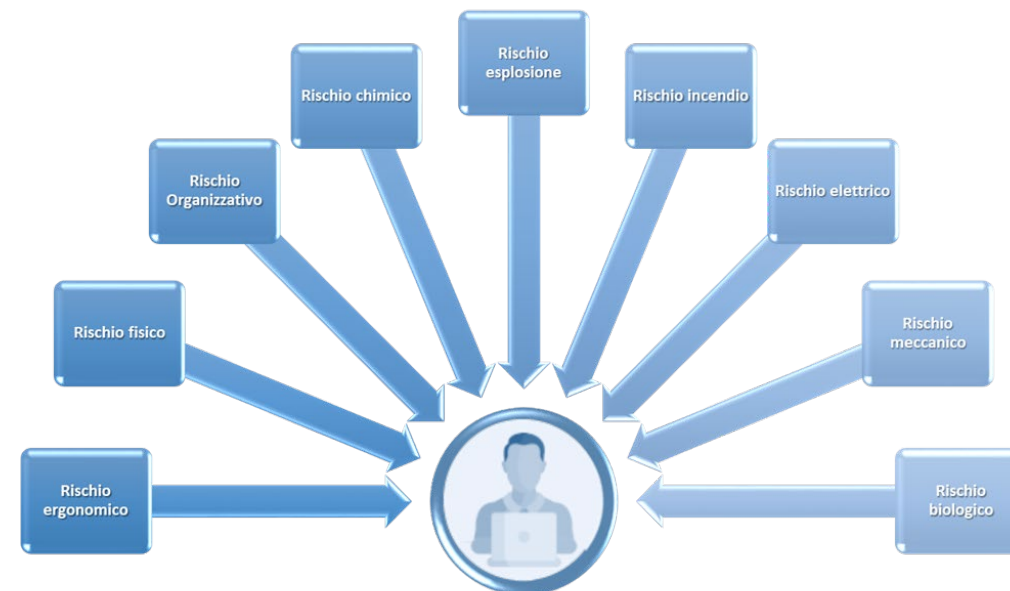 Rischio
ergonomico
Rischio fisico
Rischio
Organizzativo
Rischio chimico
Rischio
esplosione
Rischio incendio
Rischio elettrico
Rischio
meccanico
Rischio
biologico